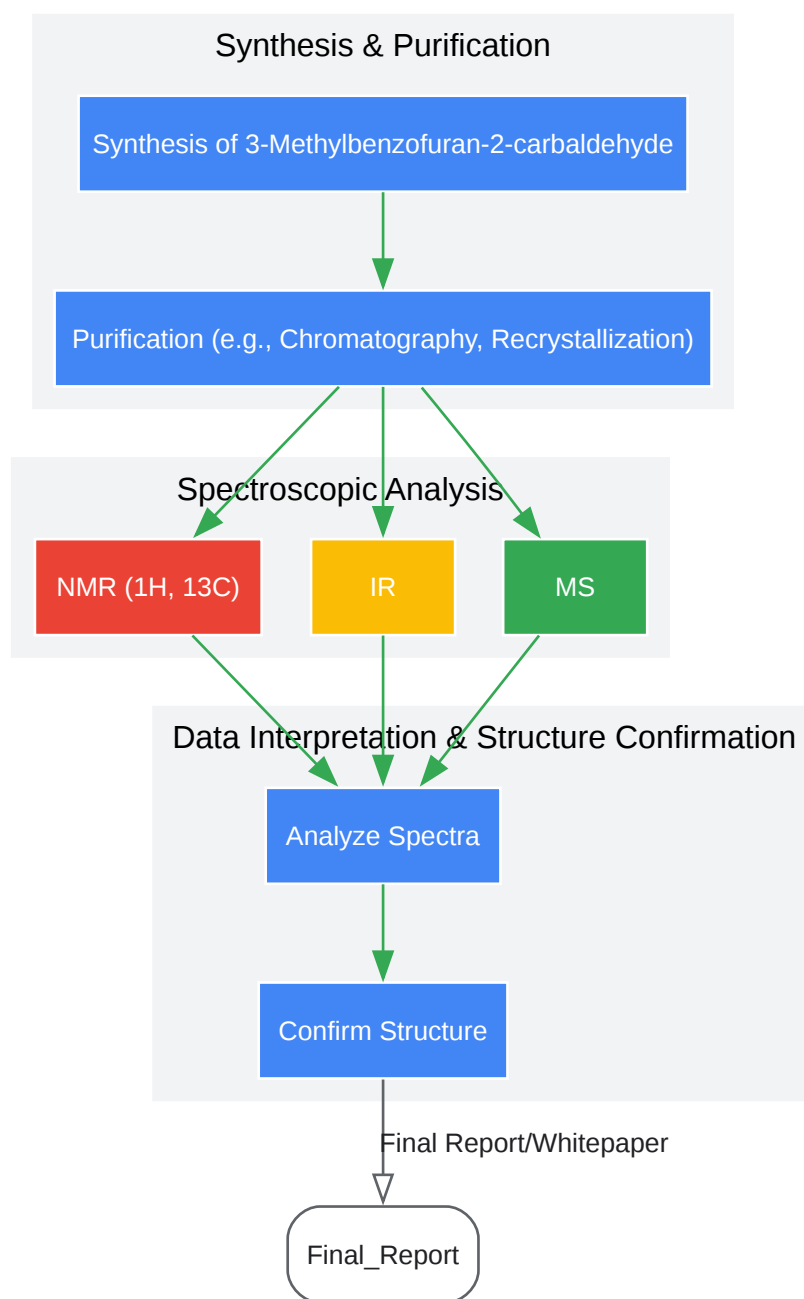 Synthesis & Purification
Synthesis of 3-Methylbenzofuran-2-carbaldehyde
Purification (e.g., Chromatography, Recrystallization)
Spectroscopic Analysis
NMR (1H, 13C)
IR
MS
Data Interpretation & Structure Confirmation
Analyze Spectra
Confirm Structure
Final Report/Whitepaper
Final_Report